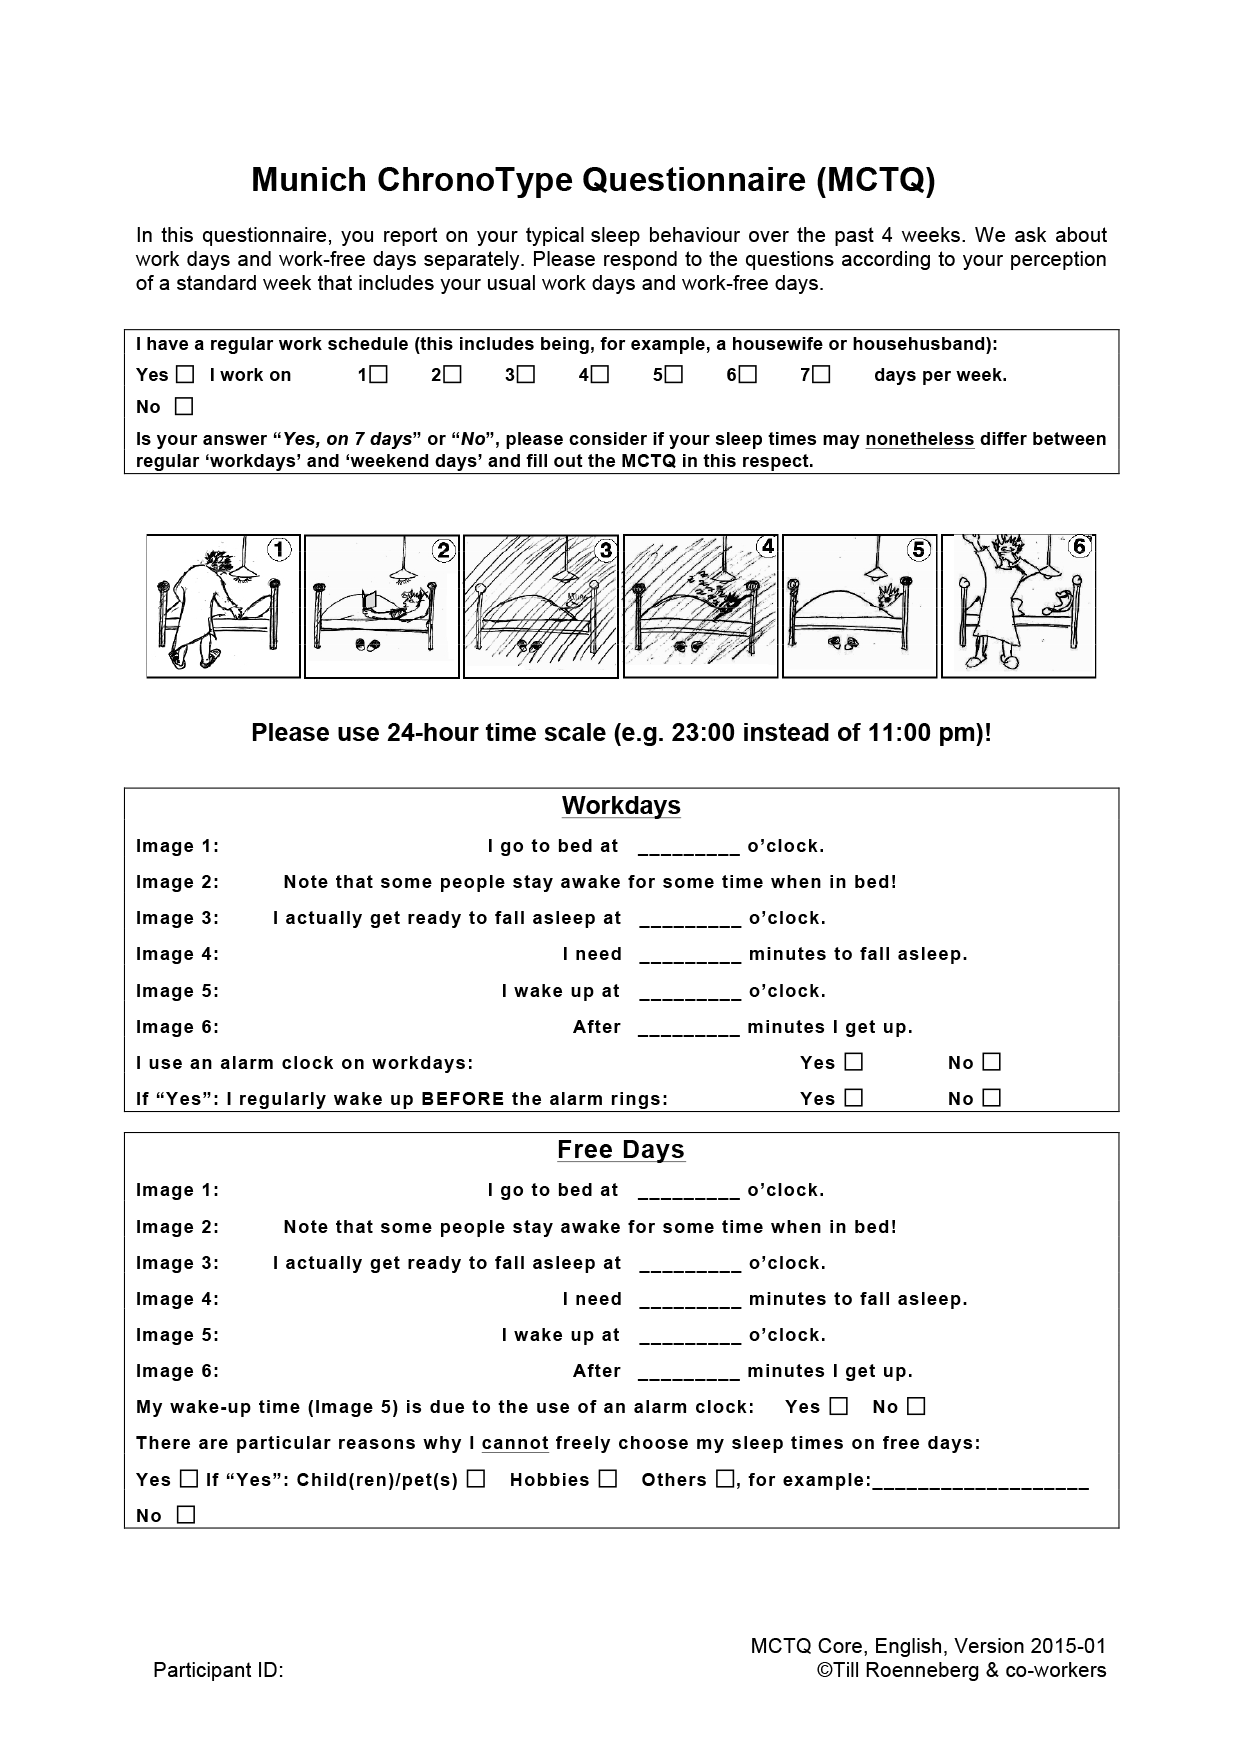 Munich ChronoType Questionnaire (MCTQ)
In this questionnaire, you report on your typical sleep behaviour over the past 4 weeks. We ask about
work days and work-free days separately. Please respond to the questions according to your perception
of a standard week that includes your usual work days and work-free days.
I have a regular work schedule (this includes being, for example, a housewife or househusband):
Yes ☐ I work on 1☐ 2☐ 3☐ 4☐ 5☐ 6☐ 7☐ days per week.
No ☐
Is your answer “Yes, on 7 days” or “No”, please consider if your sleep times may nonetheless differ between
regular ‘workdays’ and ‘weekend days’ and fill out the MCTQ in this respect.
1 2 3 4 5 6
Please use 24-hour time scale (e.g. 23:00 instead of 11:00 pm)!
Workdays
Image 1: I go to bed at _________ o’clock.
Image 2: Note that some people stay awake for some time when in bed!
Image 3: I actually get ready to fall asleep at _________ o’clock.
Image 4: I need _________ minutes to fall asleep.
Image 5: I wake up at _________ o’clock.
Image 6: After _________ minutes I get up.
I use an alarm clock on workdays: Yes ☐ No ☐
If “Yes”: I regularly wake up BEFORE the alarm rings: Yes ☐ No ☐
Free Days
Image 1: I go to bed at _________ o’clock.
Image 2: Note that some people stay awake for some time when in bed!
Image 3: I actually get ready to fall asleep at _________ o’clock.
Image 4: I need _________ minutes to fall asleep.
Image 5: I wake up at _________ o’clock.
Image 6: After _________ minutes I get up.
My wake-up time (Image 5) is due to the use of an alarm clock: Yes ☐ No ☐
There are particular reasons why I cannot freely choose my sleep times on free days:
Yes ☐ If “Yes”: Child(ren)/pet(s) ☐ Hobbies ☐ Others ☐, for example:___________________
No ☐
MCTQ Core, English, Version 2015-01
Participant ID: ©Till Roenneberg & co-workers